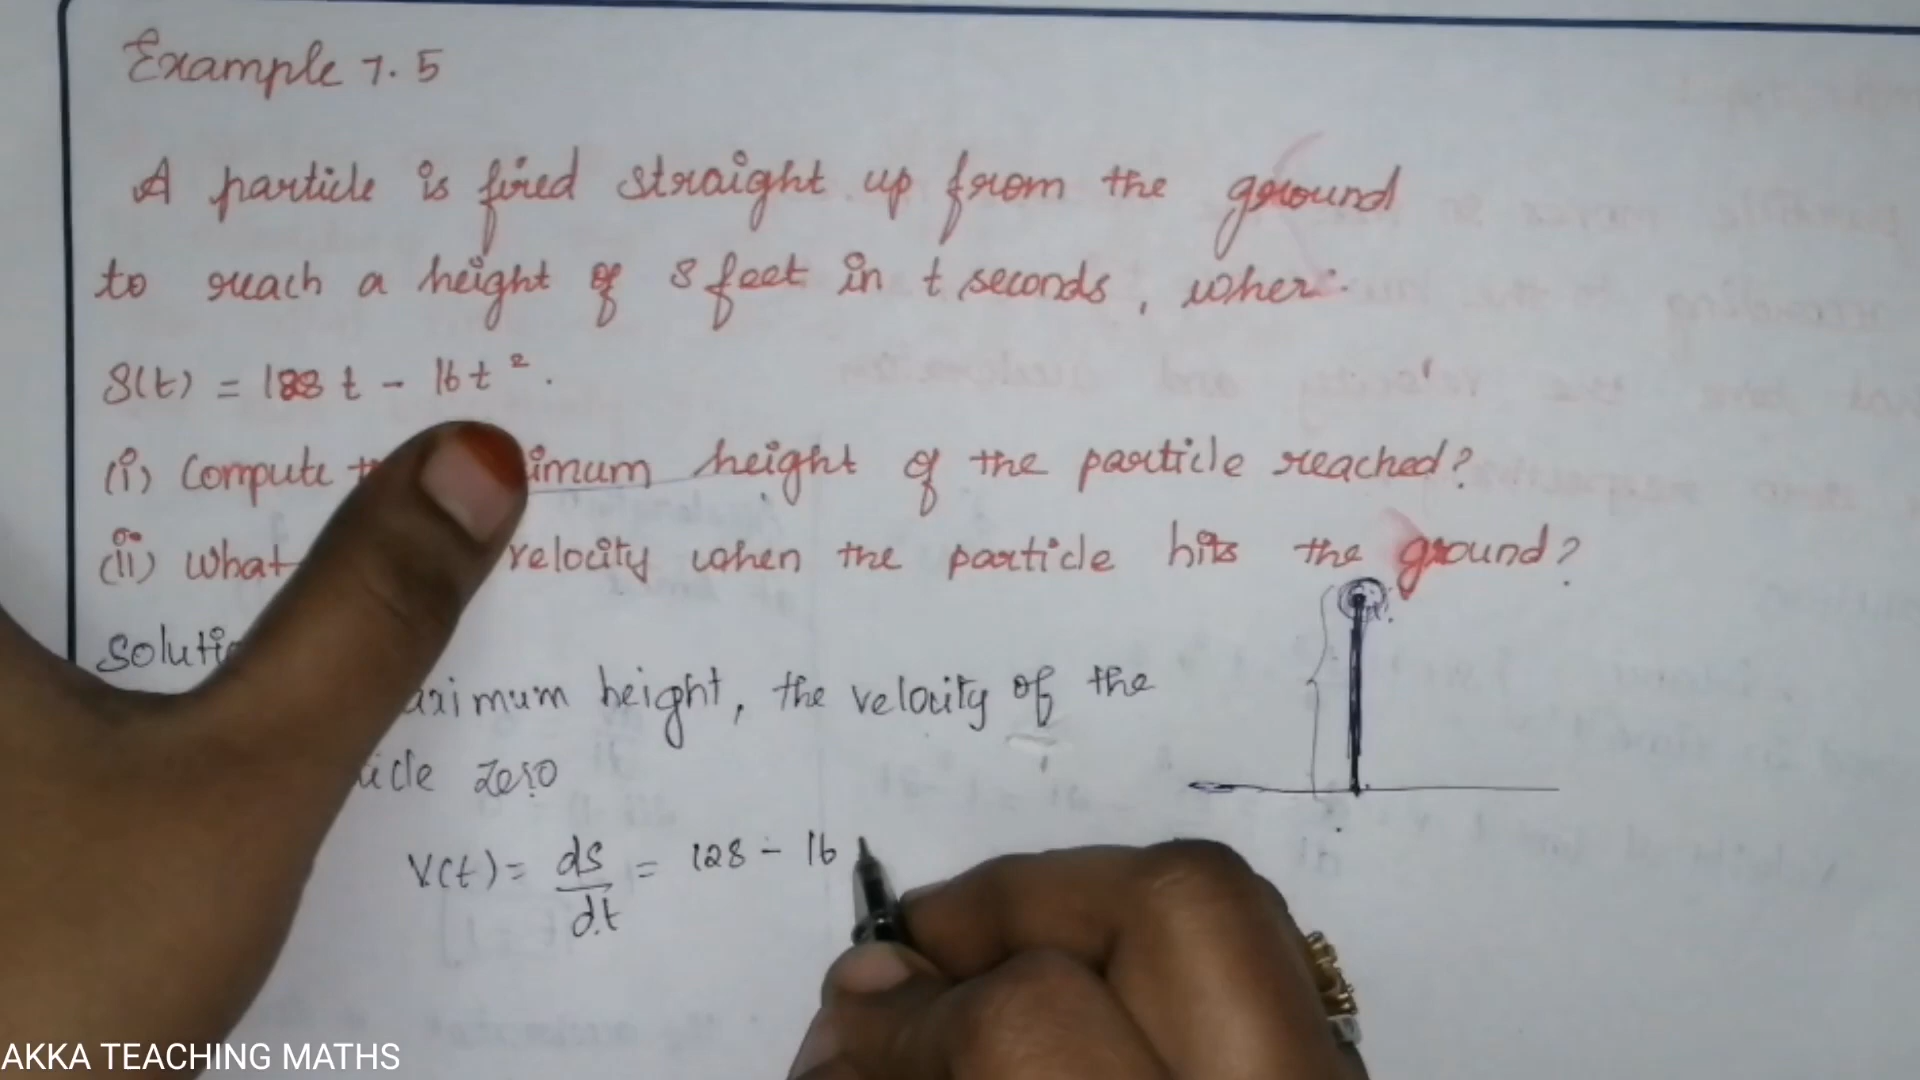 Example 7.5
A particle is fired straight up from the ground
to reach a height of s feet in t seconds, where
S(t) = 128 t - 16t².
(i) Compute imum height of the particle reached?
(ii) what velocity when the particle hits the ground?
Soluti
aximum height, the velocity of the
icle zero
V(t) = ds/dt = 128 - 16
AKKA TEACHING MATHS